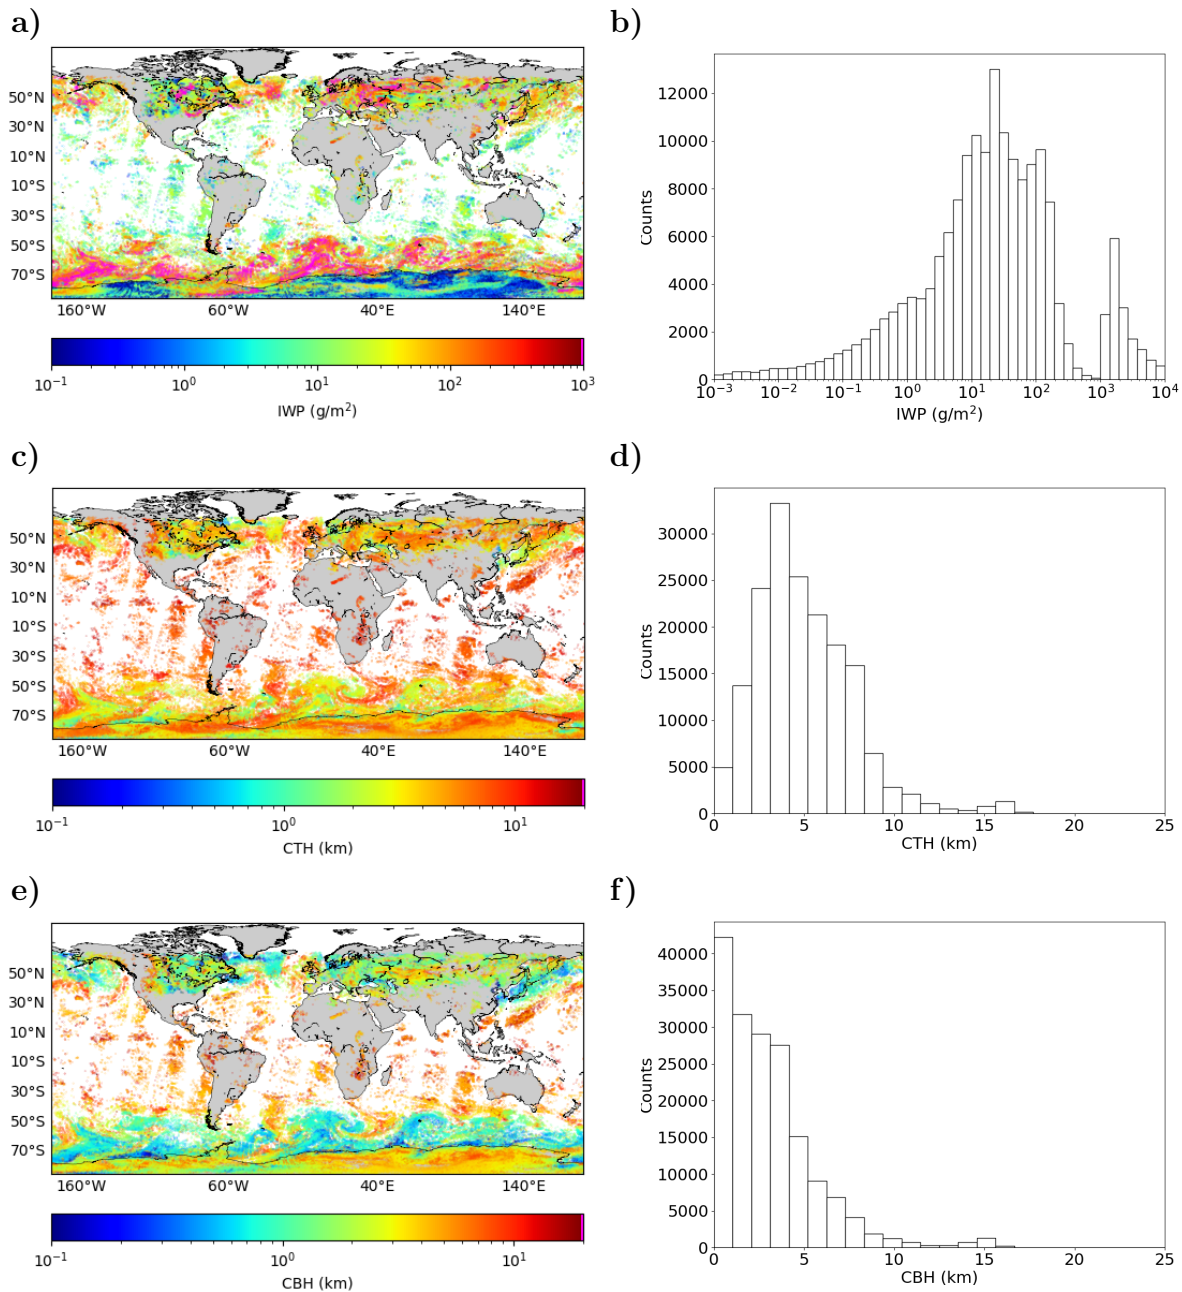 a)
50°N
30°N
10°N
10°S
30°S
50°S
70°S
160°W 60°W 40°E 140°E
10⁻¹ 10⁰ 10¹ 10² 10³
IWP (g/m²)
b)
Counts
12000
10000
8000
6000
4000
2000
0
10⁻³ 10⁻² 10⁻¹ 10⁰ 10¹ 10² 10³ 10⁴
IWP (g/m²)
c)
50°N
30°N
10°N
10°S
30°S
50°S
70°S
160°W 60°W 40°E 140°E
10⁻¹ 10⁰ 10¹
CTH (km)
d)
Counts
30000
25000
20000
15000
10000
5000
0
0 5 10 15 20 25
CTH (km)
e)
50°N
30°N
10°N
10°S
30°S
50°S
70°S
160°W 60°W 40°E 140°E
10⁻¹ 10⁰ 10¹
CBH (km)
f)
Counts
40000
35000
30000
25000
20000
15000
10000
5000
0
0 5 10 15 20 25
CBH (km)